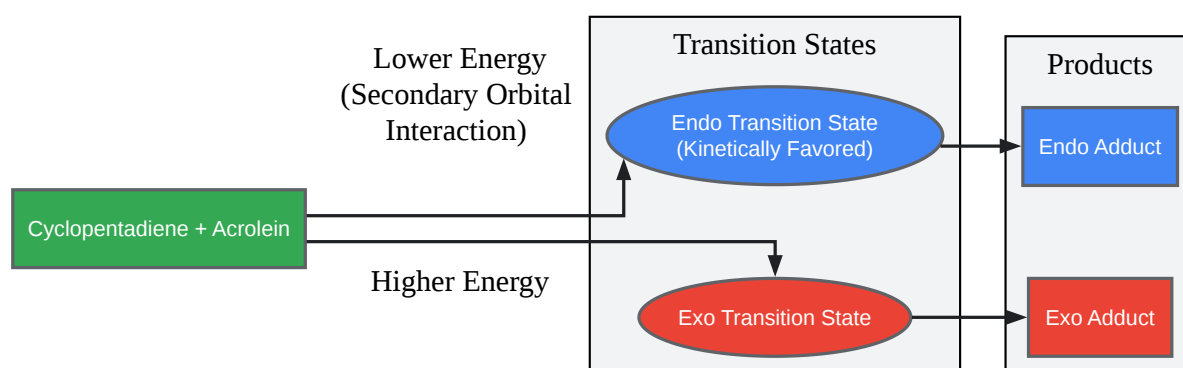 Lower Energy
(Secondary Orbital
Interaction)
Transition States
Products
Endo Transition State
(Kinetically Favored)
Endo Adduct
Cyclopentadiene + Acrolein
Higher Energy
Exo Transition State
Exo Adduct